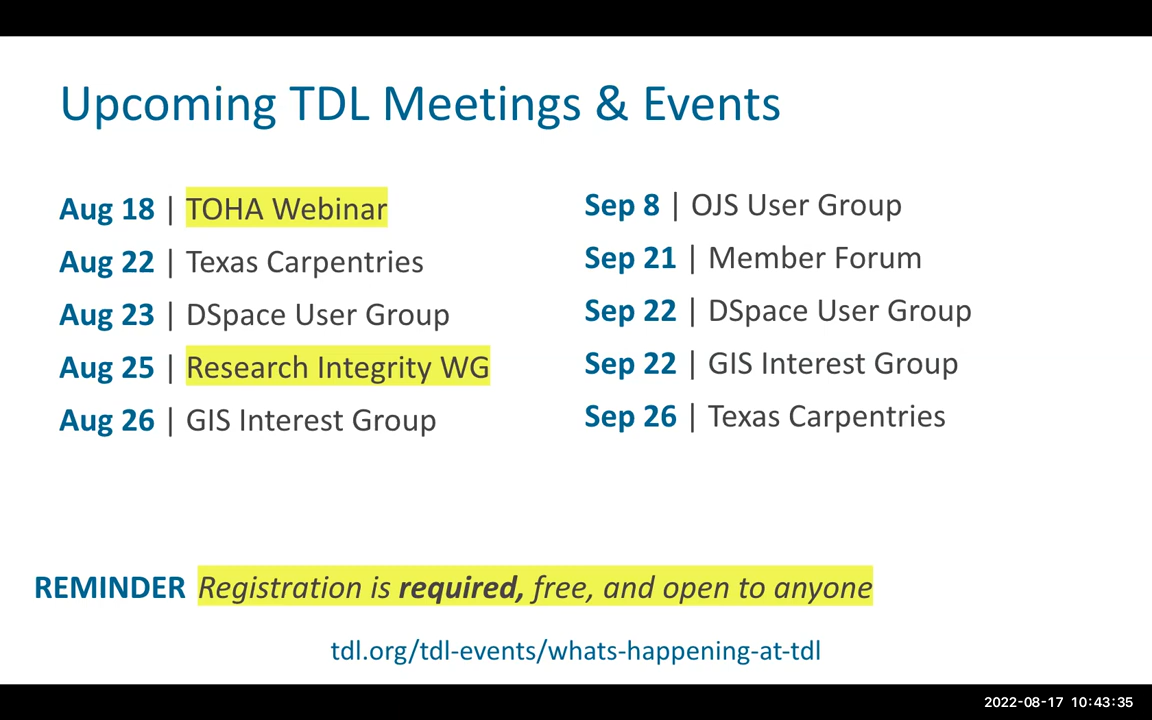 Upcoming TDL Meetings & Events
Aug 18 | TOHA Webinar
Aug 22 | Texas Carpentries
Aug 23 | DSpace User Group
Aug 25 | Research Integrity WG
Aug 26 | GIS Interest Group
Sep 8 | OJS User Group
Sep 21 | Member Forum
Sep 22 | DSpace User Group
Sep 22 | GIS Interest Group
Sep 26 | Texas Carpentries
REMINDER Registration is required, free, and open to anyone
tdl.org/tdl-events/whats-happening-at-tdl
2022-08-17 10:43:35